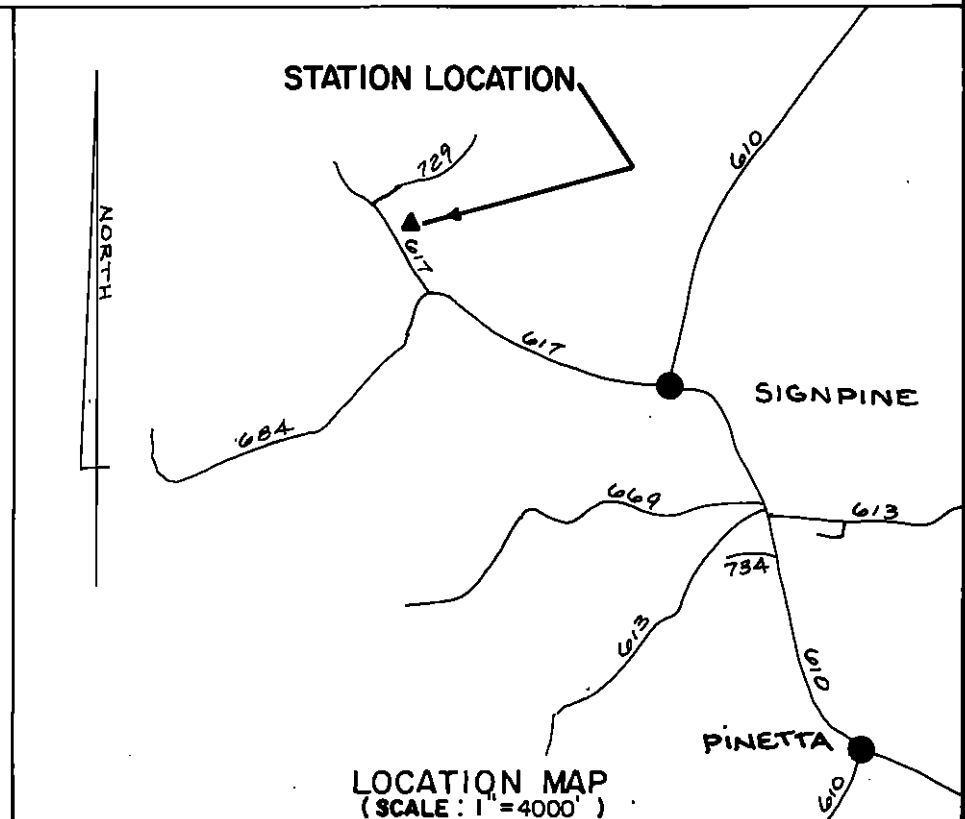 STATION LOCATION
729
610
NORTH
617
617
SIGNPINE
684
669
613
734
613
610
PINETTA
LOCATION MAP
(SCALE: 1"=4000')
610